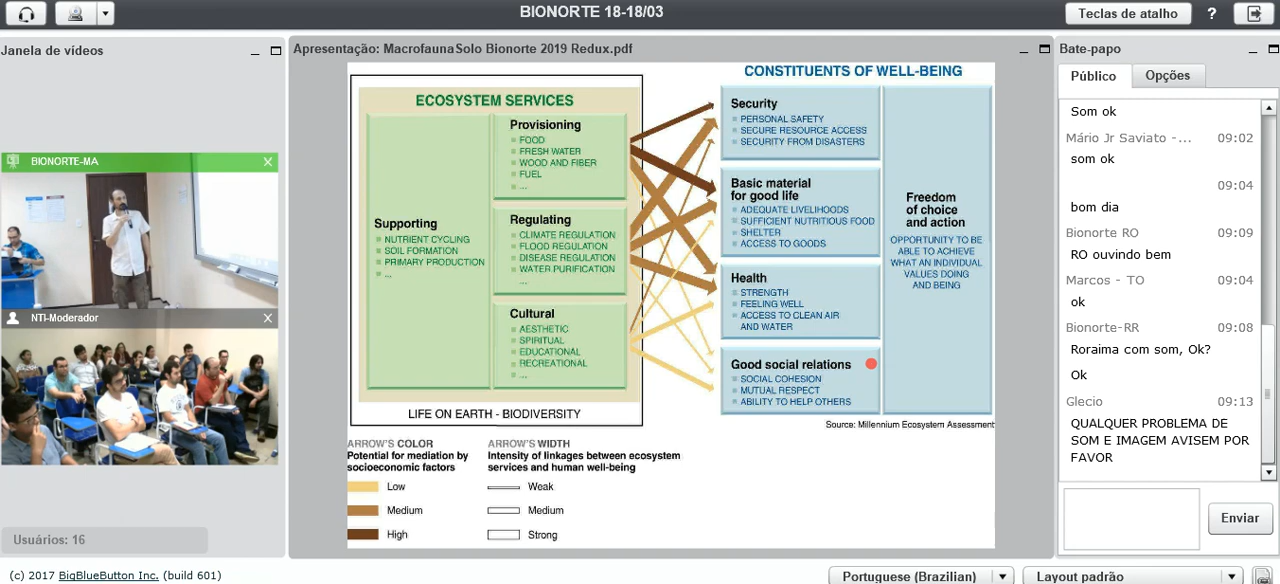 BIONORTE 18-18/03
Teclas de atalho
?
Janela de vídeos
BIONORTE-MA
X
NTI-Moderador
X
Usuários: 16
Apresentação: MacrofaunaSolo Bionorte 2019 Redux.pdf
ECOSYSTEM SERVICES
Supporting
NUTRIENT CYCLING
SOIL FORMATION
PRIMARY PRODUCTION
...
Provisioning
FOOD
FRESH WATER
WOOD AND FIBER
FUEL
...
Regulating
CLIMATE REGULATION
FLOOD REGULATION
DISEASE REGULATION
WATER PURIFICATION
...
Cultural
AESTHETIC
SPIRITUAL
EDUCATIONAL
RECREATIONAL
...
LIFE ON EARTH - BIODIVERSITY
CONSTITUENTS OF WELL-BEING
Security
PERSONAL SAFETY
SECURE RESOURCE ACCESS
SECURITY FROM DISASTERS
Basic material
for good life
ADEQUATE LIVELIHOODS
SUFFICIENT NUTRITIOUS FOOD
SHELTER
ACCESS TO GOODS
Health
STRENGTH
FEELING WELL
ACCESS TO CLEAN AIR
AND WATER
Good social relations
SOCIAL COHESION
MUTUAL RESPECT
ABILITY TO HELP OTHERS
Freedom
of choice
and action
OPPORTUNITY TO BE
ABLE TO ACHIEVE
WHAT AN INDIVIDUAL
VALUES DOING
AND BEING
Source: Millennium Ecosystem Assessment
ARROW'S COLOR
Potential for mediation by
socioeconomic factors
Low
Medium
High
ARROW'S WIDTH
Intensity of linkages between ecosystem
services and human well-being
Weak
Medium
Strong
Bate-papo
Público
Opções
Som ok
Mário Jr Saviato -... 09:02
som ok
09:04
bom dia
Bionorte RO 09:09
RO ouvindo bem
Marcos - TO 09:04
ok
Bionorte-RR 09:08
Roraima com som, Ok?
Ok
Glecio 09:13
QUALQUER PROBLEMA DE
SOM E IMAGEM AVISEM POR
FAVOR
Enviar
(c) 2017 BigBlueButton Inc. (build 601)
Portuguese (Brazilian)
Layout padrão